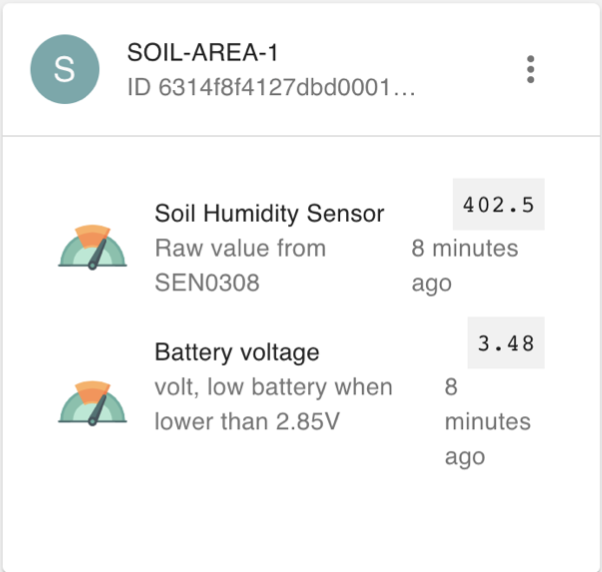 S
SOIL-AREA-1
ID 6314f8f4127dbd0001...
Soil Humidity Sensor
402.5
Raw value from
SEN0308
8 minutes
ago
Battery voltage
3.48
volt, low battery when
lower than 2.85V
8
minutes
ago